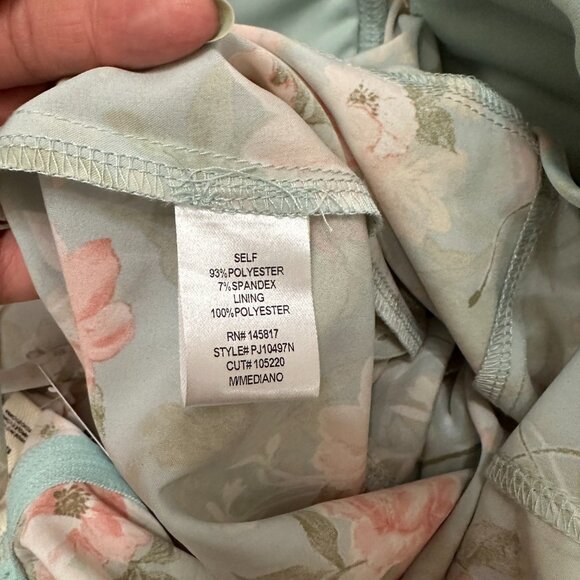 SELF
93%POLYESTER
7%SPANDEX
LINING
100%POLYESTER
RN# 145817
STYLE# PJ10497N
CUT# 105220
M/MEDIANO